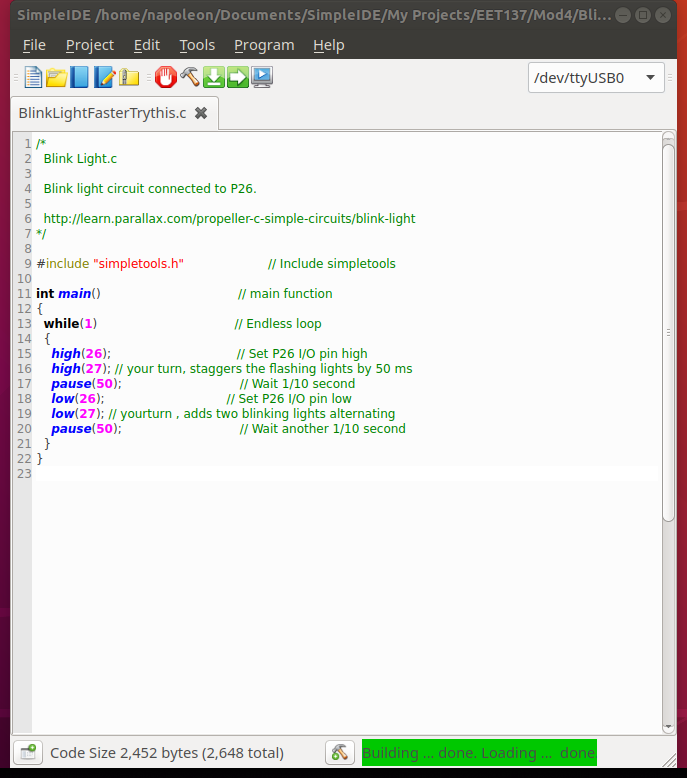 SimpleIDE /home/napoleon/Documents/SimpleIDE/My Projects/EET137/Mod4/Bli...
File Project Edit Tools Program Help
/dev/ttyUSB0
BlinkLightFasterTrythis.c
1 /*
2 Blink Light.c
3
4 Blink light circuit connected to P26.
5
6 http://learn.parallax.com/propeller-c-simple-circuits/blink-light
7 */
8
9 #include "simpletools.h" // Include simpletools
10
11 int main() // main function
12 {
13 while(1) // Endless loop
14 {
15 high(26); // Set P26 I/O pin high
16 high(27); // your turn, staggers the flashing lights by 50 ms
17 pause(50); // Wait 1/10 second
18 low(26); // Set P26 I/O pin low
19 low(27); // yourturn , adds two blinking lights alternating
20 pause(50); // Wait another 1/10 second
21 }
22 }
23
Code Size 2,452 bytes (2,648 total) Building ... done. Loading ... done